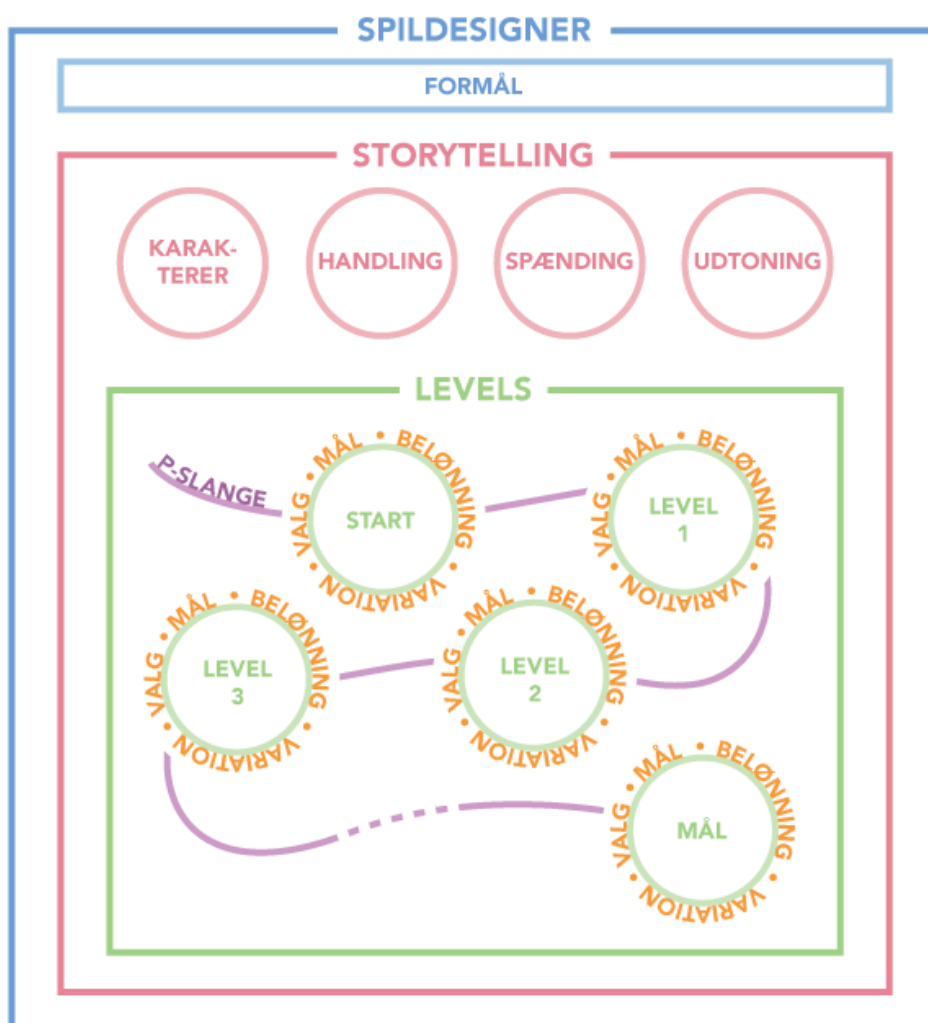 SPILDESIGNER
FORMÅL
STORYTELLING
KARAK-
TERER
HANDLING
SPÆNDING
UDTONING
LEVELS
P-SLANGE
VALG • MÅL • BELØNNING • VARIATION •
START
VALG • MÅL • BELØNNING • VARIATION •
LEVEL
1
VALG • MÅL • BELØNNING • VARIATION •
LEVEL
3
VALG • MÅL • BELØNNING • VARIATION •
LEVEL
2
VALG • MÅL • BELØNNING • VARIATION •
MÅL